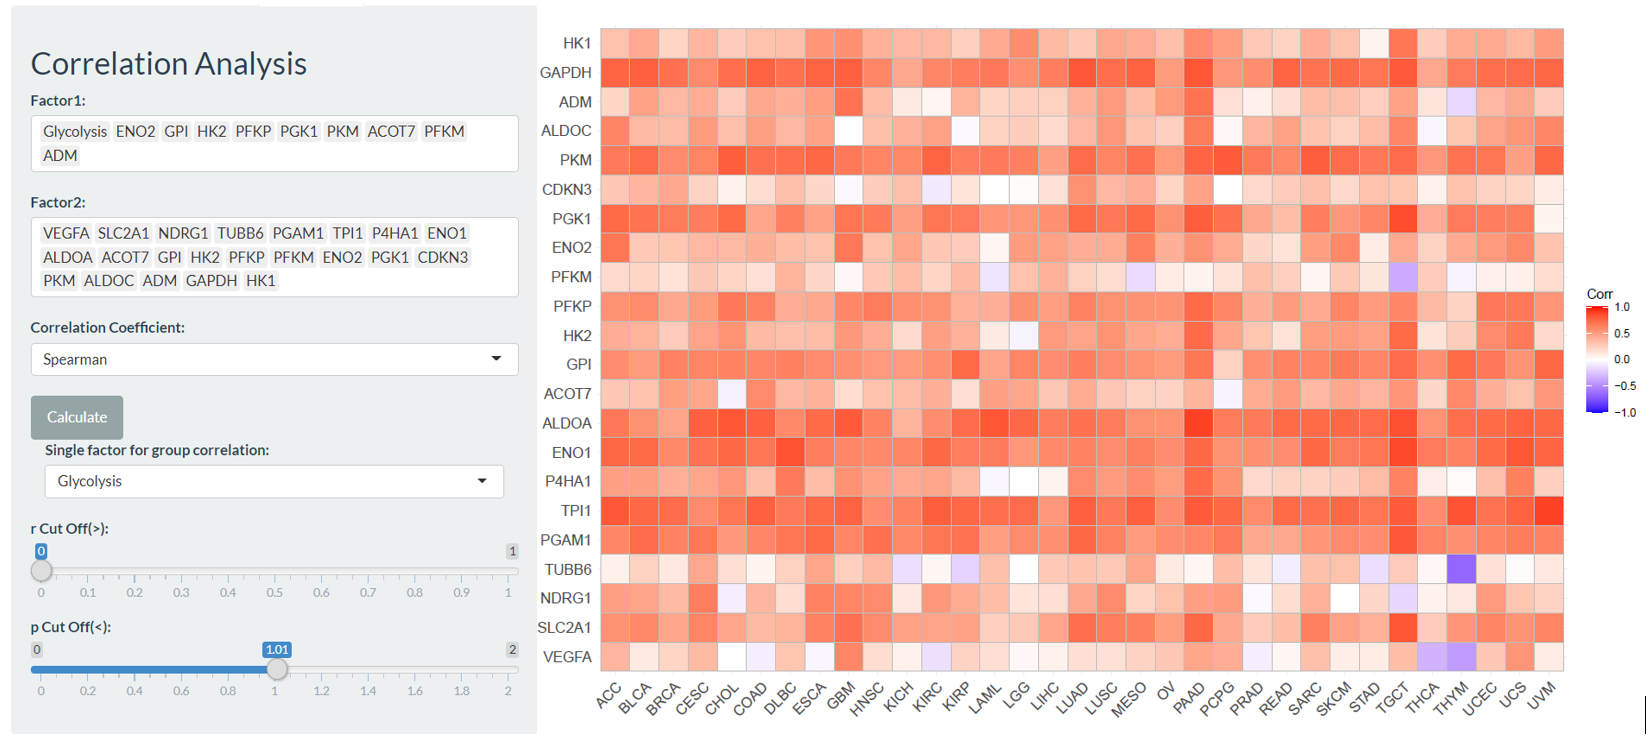 Correlation Analysis
Factor1:
Glycolysis ENO2 GPI HK2 PFKP PGK1 PKM ACOT7 PFKM
ADM
Factor2:
VEGFA SLC2A1 NDRG1 TUBB6 PGAM1 TPI1 P4HA1 ENO1
ALDOA ACOT7 GPI HK2 PFKP PFKM ENO2 PGK1 CDKN3
PKM ALDOC ADM GAPDH HK1
Correlation Coefficient:
Spearman
Calculate
Single factor for group correlation:
Glycolysis
r Cut Off(>):
0 1
0 0.1 0.2 0.3 0.4 0.5 0.6 0.7 0.8 0.9 1
p Cut Off(<):
0 1.01 2
0 0.2 0.4 0.6 0.8 1 1.2 1.4 1.6 1.8 2
HK1
GAPDH
ADM
ALDOC
PKM
CDKN3
PGK1
ENO2
PFKM
PFKP
HK2
GPI
ACOT7
ALDOA
ENO1
P4HA1
TPI1
PGAM1
TUBB6
NDRG1
SLC2A1
VEGFA
ACC BLCA BRCA CESC CHOL COAD DLBC ESCA GBM HNSC KICH KIRC KIRP LAML LGG LIHC LUAD LUSC MESO OV PAAD PCPG PRAD READ SARC SKCM STAD TGCT THCA THYM UCEC UCS UVM
Corr
1.0
0.5
0.0
−0.5
−1.0